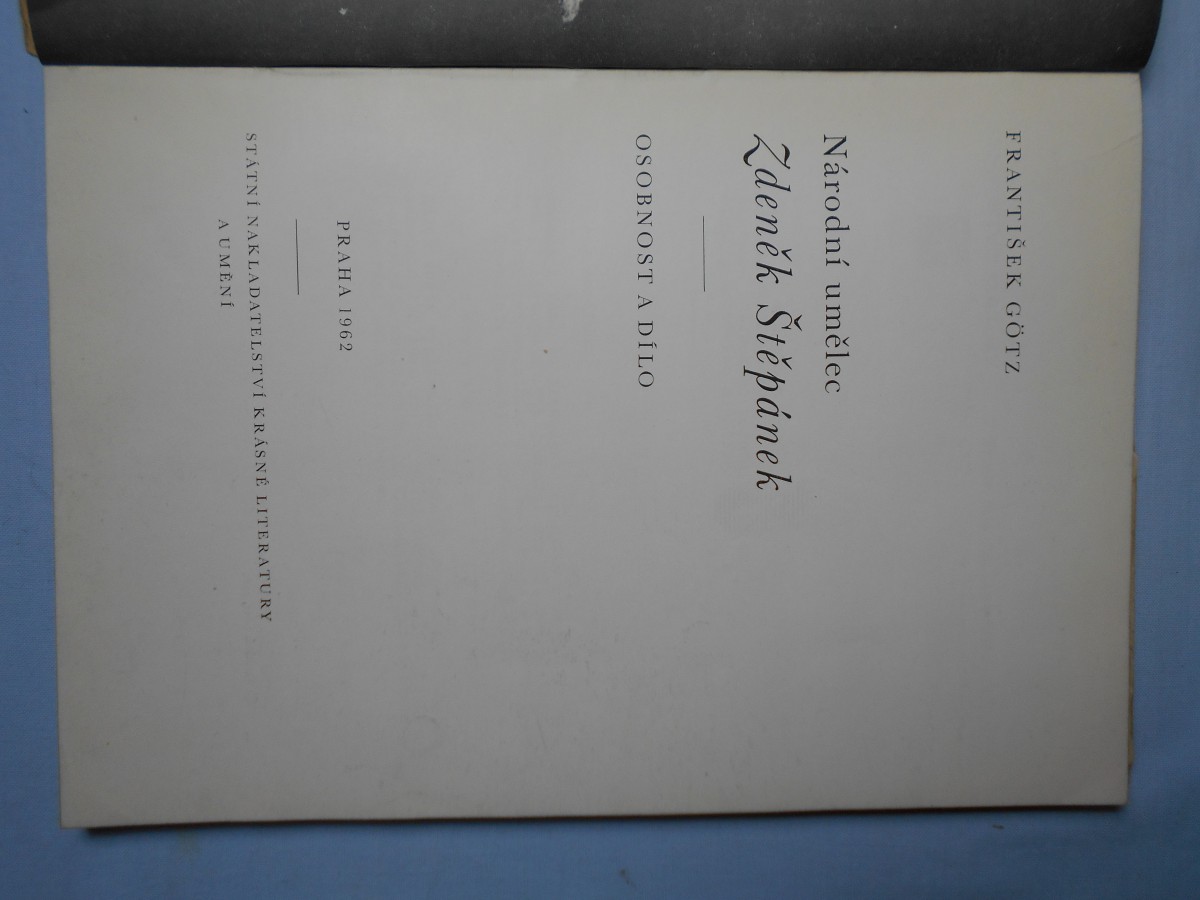 FRANTIŠEK GÖTZ
Národní umělec
Zdeněk Štěpánek
OSOBNOST A DÍLO
PRAHA 1962
STÁTNÍ NAKLADATELSTVÍ KRÁSNÉ LITERATURY
A UMĚNÍ